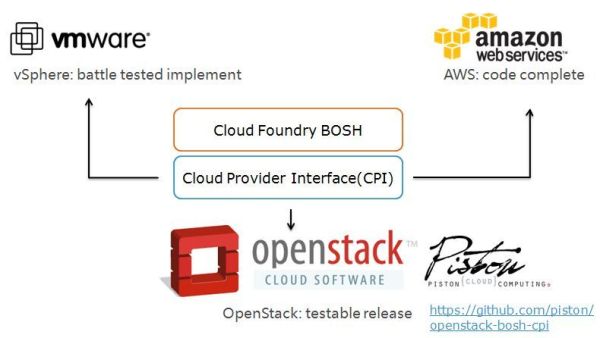 vmware®
amazon
webservices™
vSphere: battle tested implement
AWS: code complete
Cloud Foundry BOSH
Cloud Provider Interface(CPI)
openstack™
CLOUD SOFTWARE
Piston
PISTON [CLOUD] COMPUTING
OpenStack: testable release
https://github.com/piston/
openstack-bosh-cpi